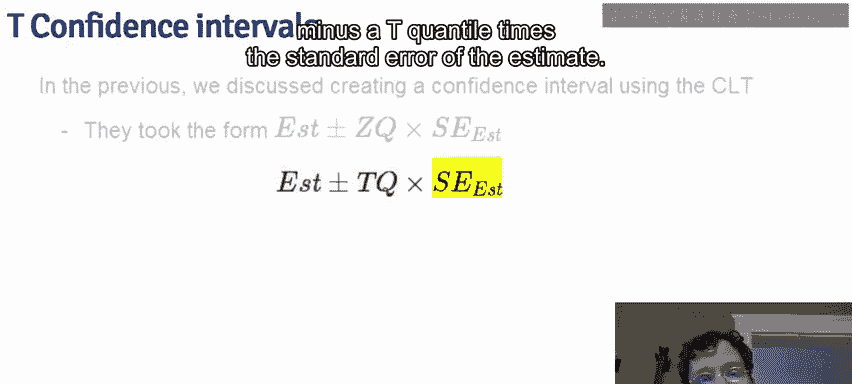 T Confidence intervals
minus a T quantile times
the standard error of the estimate.
In the previous, we discussed creating a confidence interval using the CLT
- They took the form Est ± ZQ × SE_Est
Est ± TQ × SE_Est